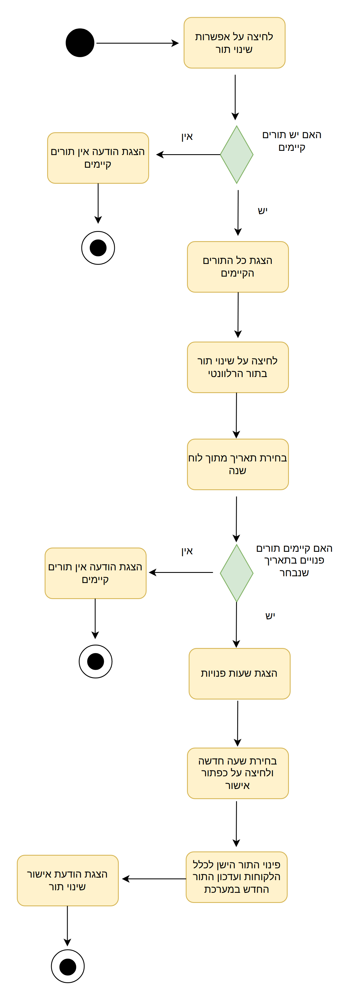 לחיצה על אפשרות
שינוי תור
האם יש תורים
קיימים
אין
הצגת הודעה אין תורים
קיימים
יש
הצגת כל התורים
הקיימים
לחיצה על שינוי תור
בתור הרלוונטי
בחירת תאריך מתוך לוח
שנה
האם קיימים תורים
פנויים בתאריך
שנבחר
אין
הצגת הודעה אין תורים
קיימים
יש
הצגת שעות פנויות
בחירת שעה חדשה
ולחיצה על כפתור
אישור
פינוי התור הישן לכלל
הלקוחות ועדכון התור
החדש במערכת
הצגת הודעת אישור
שינוי תור